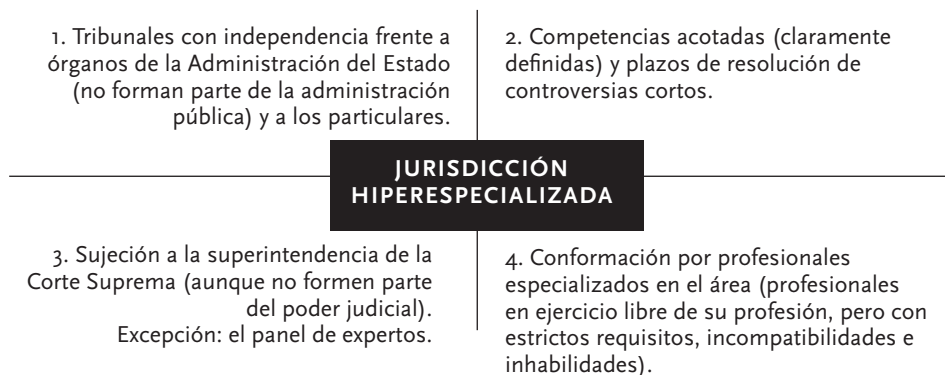 1. Tribunales con independencia frente a
órganos de la Administración del Estado
(no forman parte de la administración
pública) y a los particulares.
2. Competencias acotadas (claramente
definidas) y plazos de resolución de
controversias cortos.
JURISDICCIÓN
HIPERESPECIALIZADA
3. Sujeción a la superintendencia de la
Corte Suprema (aunque no formen parte
del poder judicial).
Excepción: el panel de expertos.
4. Conformación por profesionales
especializados en el área (profesionales
en ejercicio libre de su profesión, pero con
estrictos requisitos, incompatibilidades e
inhabilidades).